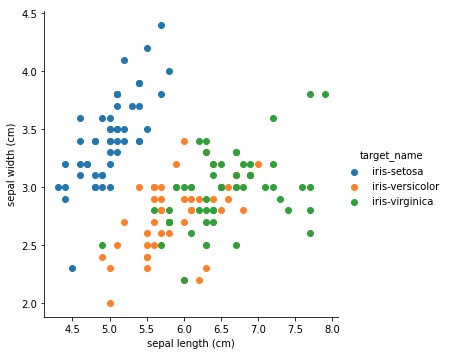 4.5
4.0
3.5
3.0
2.5
2.0
sepal width (cm)
4.5 5.0 5.5 6.0 6.5 7.0 7.5 8.0
sepal length (cm)
target_name
iris-setosa
iris-versicolor
iris-virginica